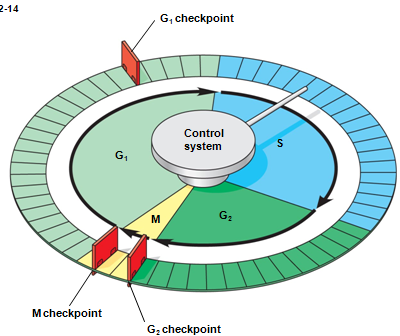 2-14
G₁ checkpoint
Control
system
S
G₁
M
G₂
M checkpoint
G₂ checkpoint